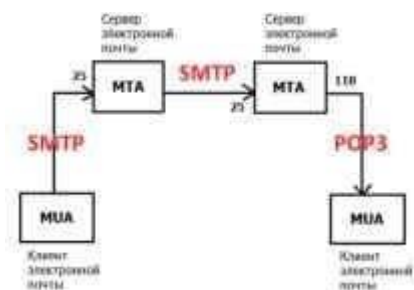 Сервер
электронной
почты
Сервер
электронной
почты
25
MTA
SMTP
MTA
110
25
SMTP
POP3
MUA
MUA
Клиент
электронной
почты
Клиент
электронной
почты